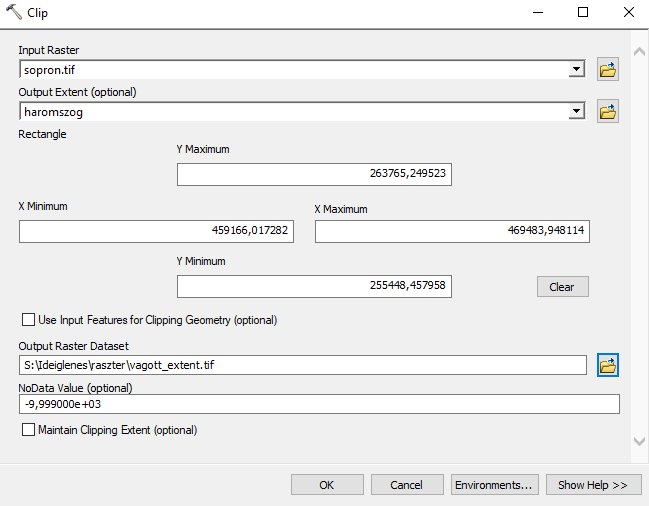 Clip
Input Raster
sopron.tif
Output Extent (optional)
haromszog
Rectangle
Y Maximum
263765,249523
X Minimum
X Maximum
459166,017282
469483,948114
Y Minimum
255448,457958
Clear
Use Input Features for Clipping Geometry (optional)
Output Raster Dataset
S:\Ideiglenes\raszter\vagott_extent.tif
NoData Value (optional)
-9,999000e+03
Maintain Clipping Extent (optional)
OK
Cancel
Environments...
Show Help >>